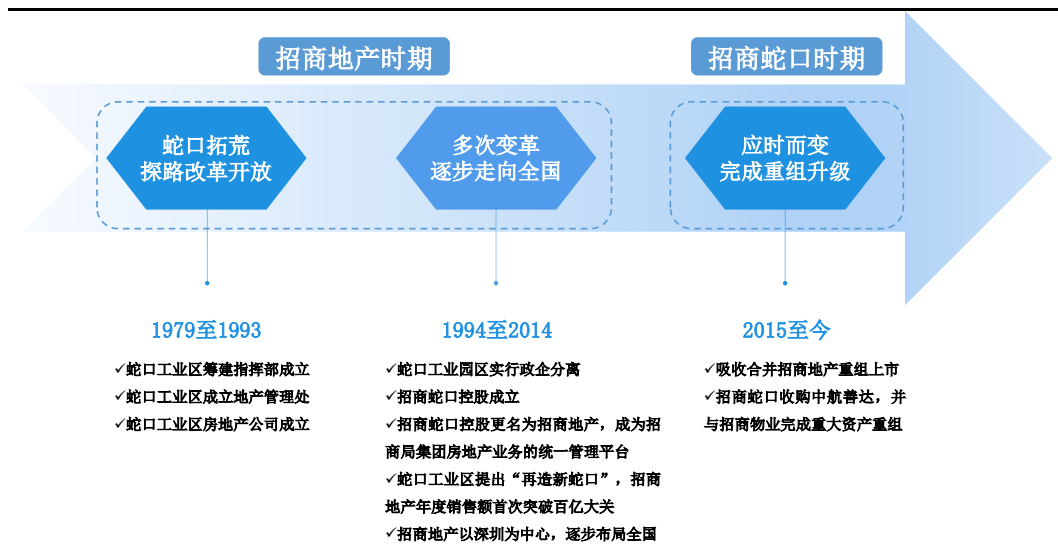 招商地产时期
招商蛇口时期
蛇口拓荒
探路改革开放
多次变革
逐步走向全国
应时而变
完成重组升级
1979至1993
✓蛇口工业区筹建指挥部成立
✓蛇口工业区成立地产管理处
✓蛇口工业区房地产公司成立
1994至2014
✓蛇口工业园区实行政企分离
✓招商蛇口控股成立
✓招商蛇口控股更名为招商地产，成为招
商局集团房地产业务的统一管理平台
✓蛇口工业区提出“再造新蛇口”，招商
地产年度销售额首次突破百亿大关
✓招商地产以深圳为中心，逐步布局全国
2015至今
✓吸收合并招商地产重组上市
✓招商蛇口收购中航善达，并
与招商物业完成重大资产重组